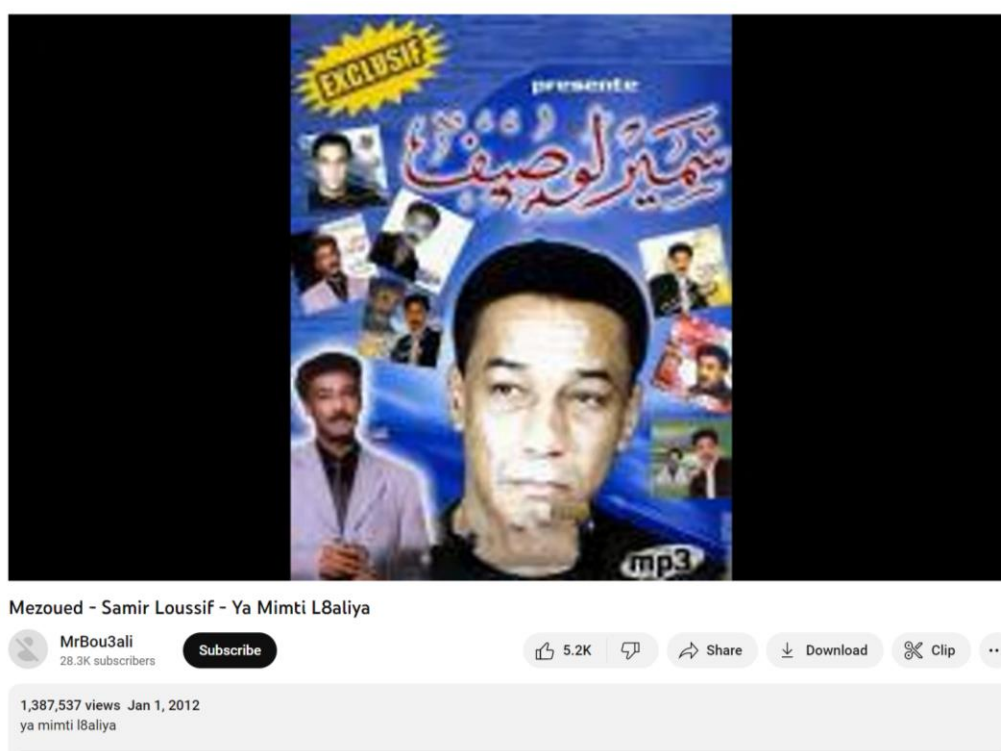 EXCLUSIF
presente
سمير لوصيف
mp3
Mezoued - Samir Loussif - Ya Mimti L8aliya
MrBou3ali
28.3K subscribers
Subscribe
5.2K
Share
Download
Clip
1,387,537 views Jan 1, 2012
ya mimti l8aliya